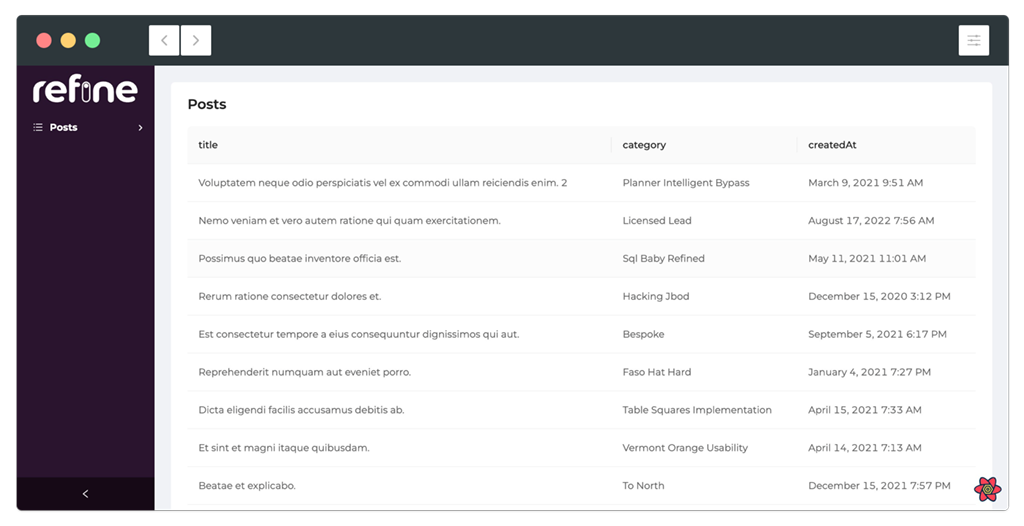 refine
Posts
Posts
title category createdAt
Voluptatem neque odio perspiciatis vel ex commodi ullam reiciendis enim. 2 Planner Intelligent Bypass March 9, 2021 9:51 AM
Nemo veniam et vero autem ratione qui quam exercitationem. Licensed Lead August 17, 2022 7:56 AM
Possimus quo beatae inventore officia est. Sql Baby Refined May 11, 2021 11:01 AM
Rerum ratione consectetur dolores et. Hacking Jbod December 15, 2020 3:12 PM
Est consectetur tempore a eius consequuntur dignissimos qui aut. Bespoke September 5, 2021 6:17 PM
Reprehenderit numquam aut eveniet porro. Faso Hat Hard January 4, 2021 7:27 PM
Dicta eligendi facilis accusamus debitis ab. Table Squares Implementation April 15, 2021 7:33 AM
Et sint et magni itaque quibusdam. Vermont Orange Usability April 14, 2021 7:13 AM
Beatae et explicabo. To North December 15, 2021 7:57 PM